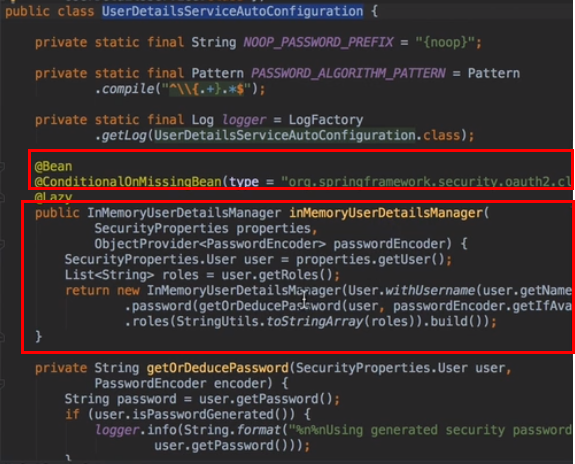 public class UserDetailsServiceAutoConfiguration {
private static final String NOOP_PASSWORD_PREFIX = "{noop}";
private static final Pattern PASSWORD_ALGORITHM_PATTERN = Pattern
.compile("^\\{.+}.*$");
private static final Log logger = LogFactory
.getLog(UserDetailsServiceAutoConfiguration.class);
@Bean
@ConditionalOnMissingBean(type = "org.springframework.security.oauth2.cl
@Lazy
public InMemoryUserDetailsManager inMemoryUserDetailsManager(
SecurityProperties properties,
ObjectProvider<PasswordEncoder> passwordEncoder) {
SecurityProperties.User user = properties.getUser();
List<String> roles = user.getRoles();
return new InMemoryUserDetailsManager(User.withUsername(user.getName
.password(getOrDeducePassword(user, passwordEncoder.getIfAva
.roles(StringUtils.toStringArray(roles)).build());
}
private String getOrDeducePassword(SecurityProperties.User user,
PasswordEncoder encoder) {
String password = user.getPassword();
if (user.isPasswordGenerated()) {
logger.info(String.format("%n%nUsing generated security password
user.getPassword()));
}